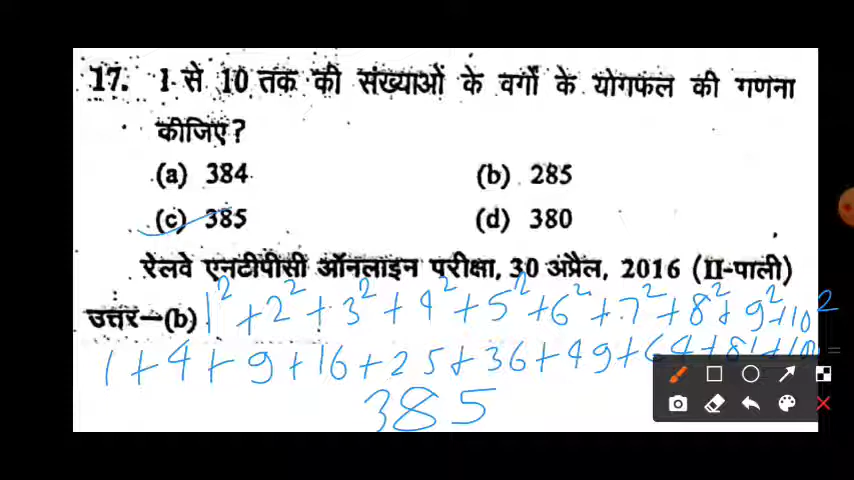 17. 1 से 10 तक की संख्याओं के वर्गों के योगफल की गणना
कीजिए?
(a) 384 (b) 285
(c) 385 (d) 380
रेलवे एनटीपीसी ऑनलाइन परीक्षा, 30 अप्रैल, 2016 (II-पाली)
उत्तर–(b) 1² + 2² + 3² + 4² + 5² + 6² + 7² + 8² + 9² + 10²
1 + 4 + 9 + 16 + 25 + 36 + 49 + 64 + 81 + 100 =
385